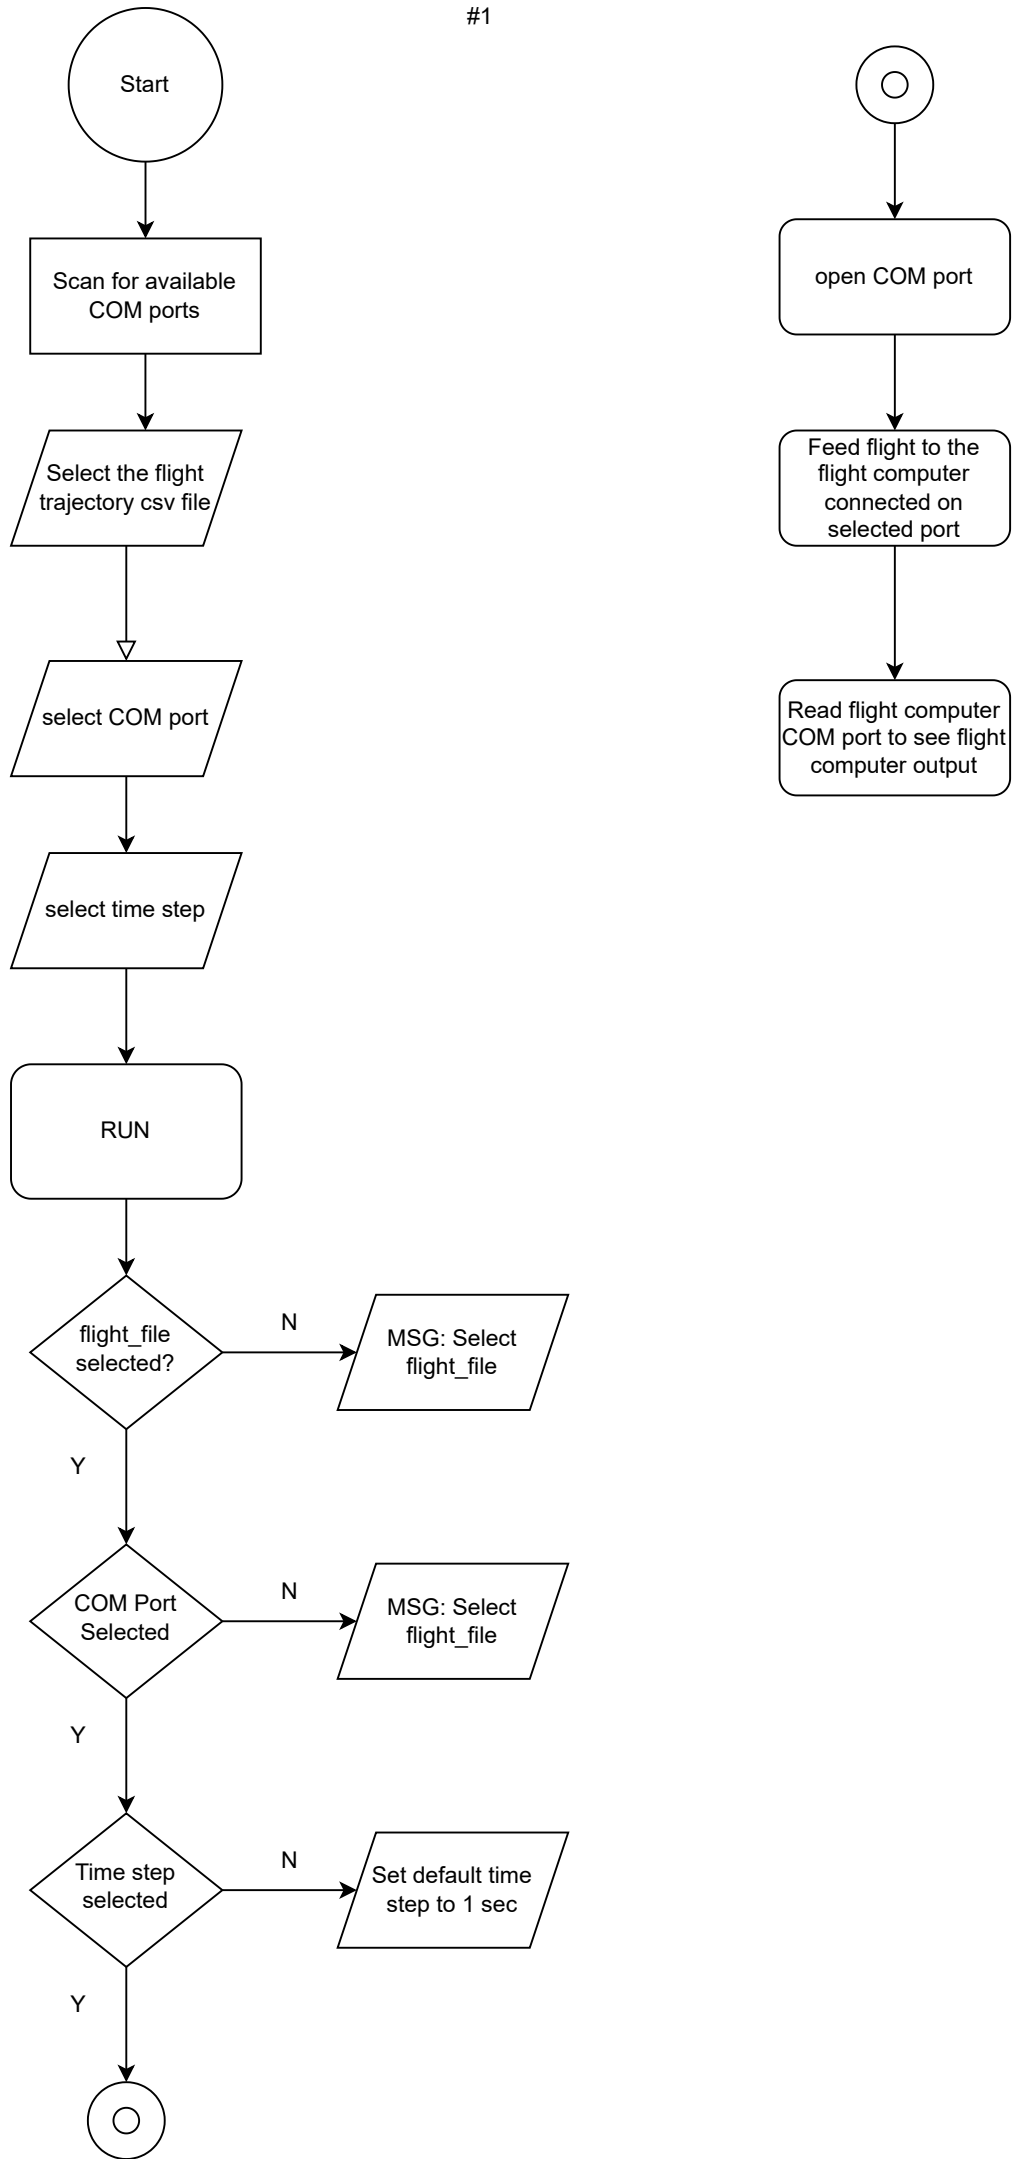 #1
Start
Scan for available
COM ports
Select the flight
trajectory csv file
select COM port
select time step
RUN
flight_file
selected?
N
MSG: Select
flight_file
Y
COM Port
Selected
N
MSG: Select
flight_file
Y
Time step
selected
N
Set default time
step to 1 sec
Y
open COM port
Feed flight to the
flight computer
connected on
selected port
Read flight computer
COM port to see flight
computer output